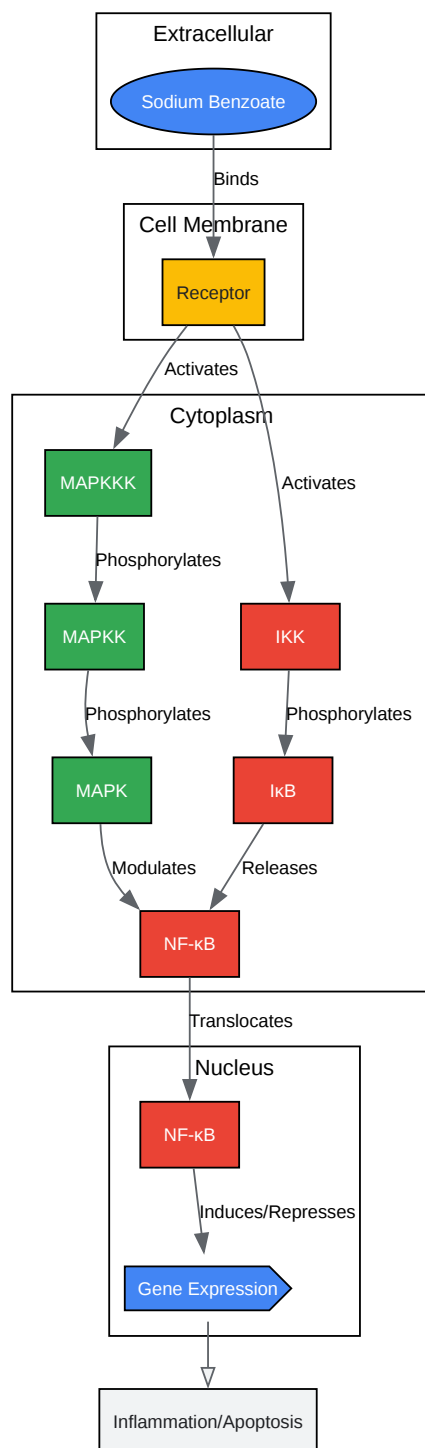 Extracellular
Sodium Benzoate
Binds
Cell Membrane
Receptor
Activates
Cytoplasm
MAPKKK
Activates
Phosphorylates
MAPKK
IKK
Phosphorylates
Phosphorylates
MAPK
IκB
Modulates
Releases
NF-κB
Translocates
Nucleus
NF-κB
Induces/Represses
Gene Expression
Inflammation/Apoptosis